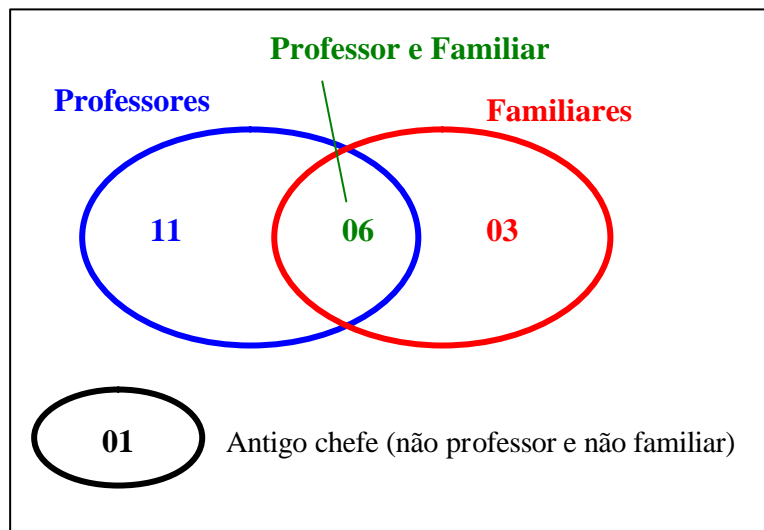 Professor e Familiar
Professores
Familiares
11
06
03
01
Antigo chefe (não professor e não familiar)